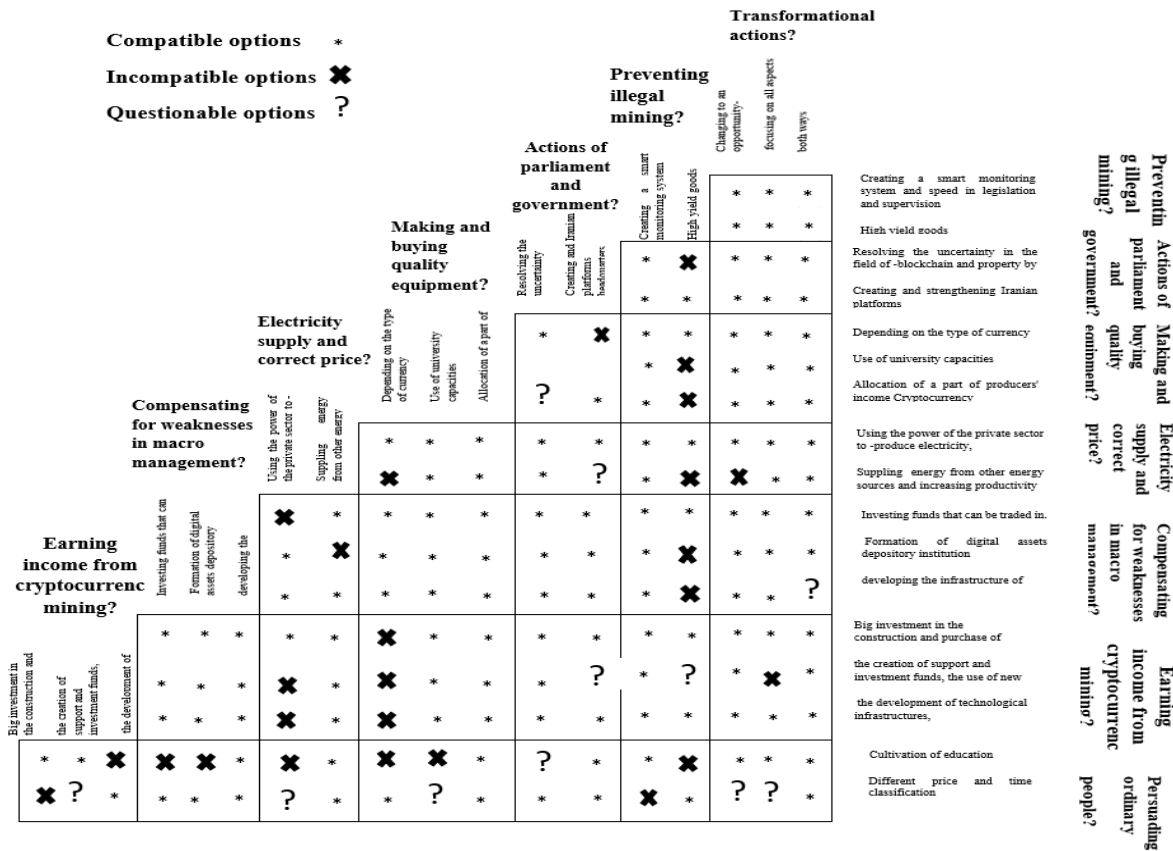 Transformational
actions?
Compatible options *
Incompatible options ✖
Questionable options ?
Preventing
illegal
mining?
Changing to an
opportunity-
focusing on all aspects
both ways
Actions of
parliament
and
government?
Creating a smart
monitoring system
High yield goods
Making and
buying
quality
equipment?
Resolving the
uncertainty
Creating and Iranian
platforms
headquarters
Electricity
supply and
correct price?
Depending on the type
of currency
Use of university
capacities
Allocation of a part of
Compensating
for weaknesses
in macro
management?
Using the power of
the private sector to -
Suppling energy
from other energy
Earning
income from
cryptocurrenc
mining?
Investing funds that can
Formation of digital
assets depository
developing the
Big investment in
the construction and
the creation of
support and
investment funds,
the development of
* * *
* * *
* ✖ * * *
* * * * *
* ✖ * * * * *
* ✖ * * *
? * * ✖ * * *
* * * * * * * * * *
✖ * * * ? * ✖ ✖ * *
✖ * * * * * * * * * * *
* ✖ * * * * * * ✖ * * *
* * * * * * * * ✖ * * ?
* * * * * ✖ * * * * * * * * *
* * * ✖ * ✖ * * * ? * ? * ✖ *
* * * ✖ * ✖ * * * * * * * * *
* * ✖ ✖ ✖ * ✖ * ✖ ✖ * ? * * ✖ * * *
✖ ? * * * * ? * * ? * * * ✖ * ? ? *
Creating a smart monitoring
system and speed in legislation
and supervision
High yield goods
Resolving the uncertainty in the
field of -blockchain and property by
Creating and strengthening Iranian
platforms
Depending on the type of currency
Use of university capacities
Allocation of a part of producers'
income Cryptocurrency
Using the power of the private sector
to -produce electricity,
Suppling energy from other energy
sources and increasing productivity
Investing funds that can be traded in.
Formation of digital assets
depository institution
developing the infrastructure of
Big investment in the
construction and purchase of
the creation of support and
investment funds, the use of new
the development of technological
infrastructures,
Cultivation of education
Different price and time
classification
Preventin
g illegal
mining?
Actions of
parliament
and
government?
Making and
buying
quality
equipment?
Electricity
supply and
correct
price?
Compensating
for weaknesses
in macro
management?
Earning
income from
cryptocurrenc
mining?
Persuading
ordinary
people?